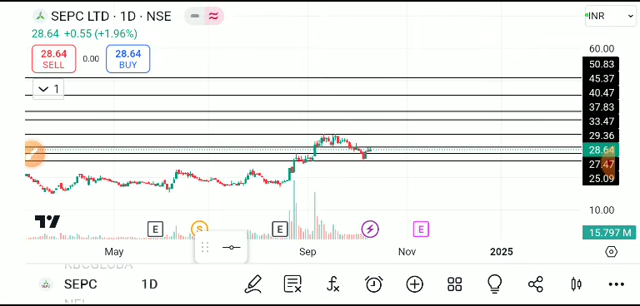 SEPC LTD · 1D · NSE
INR
28.64 +0.55 (+1.96%)
28.64
SELL
0.00
28.64
BUY
1
60.00
50.83
45.37
40.47
37.83
33.47
29.36
28.64
27.47
25.09
10.00
15.797 M
E
S
E
E
May
Sep
Nov
2025
KBCGLOBA
SEPC 1D